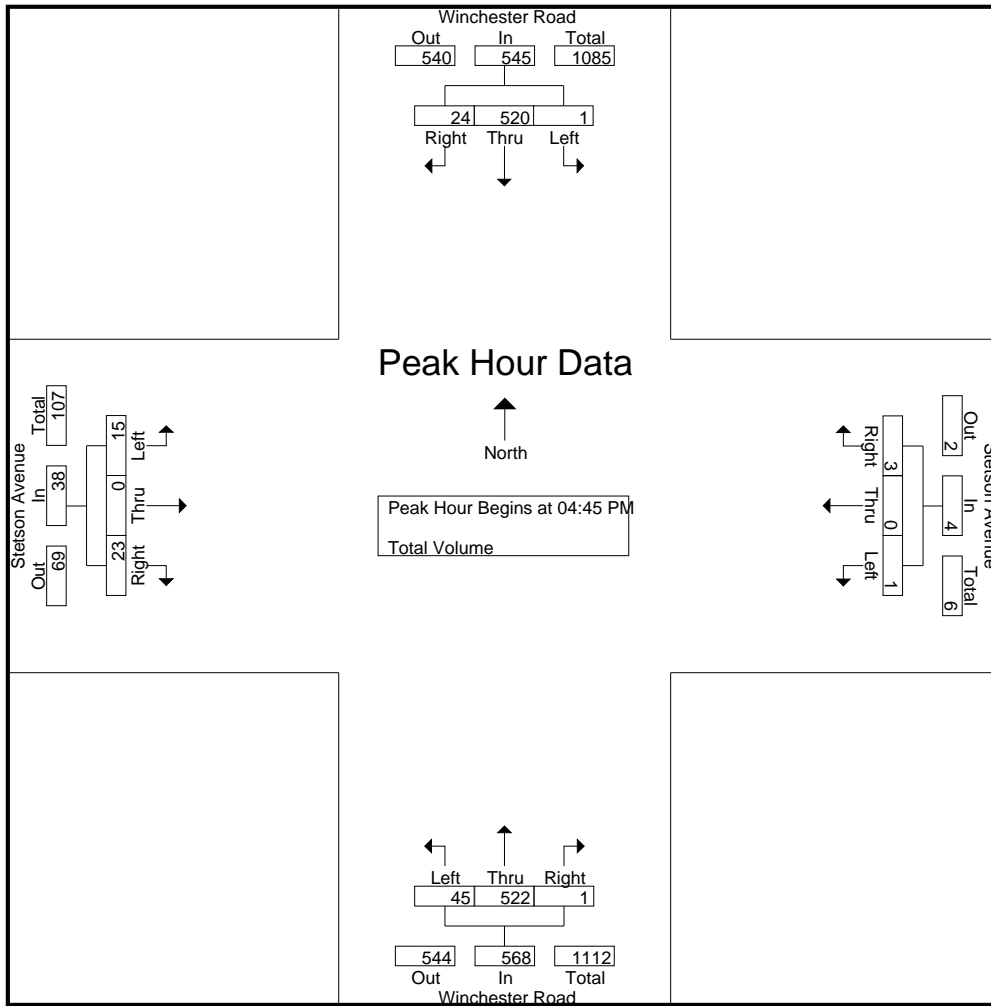 Winchester Road
Out In Total
540 545 1085
24 520 1
Right Thru Left
Peak Hour Data
North
Peak Hour Begins at 04:45 PM
Total Volume
Stetson Avenue
Total In Out
107 38 69
15 0 23
Left Thru Right
Stetson Avenue
Out In Total
2 4 6
3 0 1
Right Thru Left
Left Thru Right
45 522 1
544 568 1112
Out In Total
Winchester Road